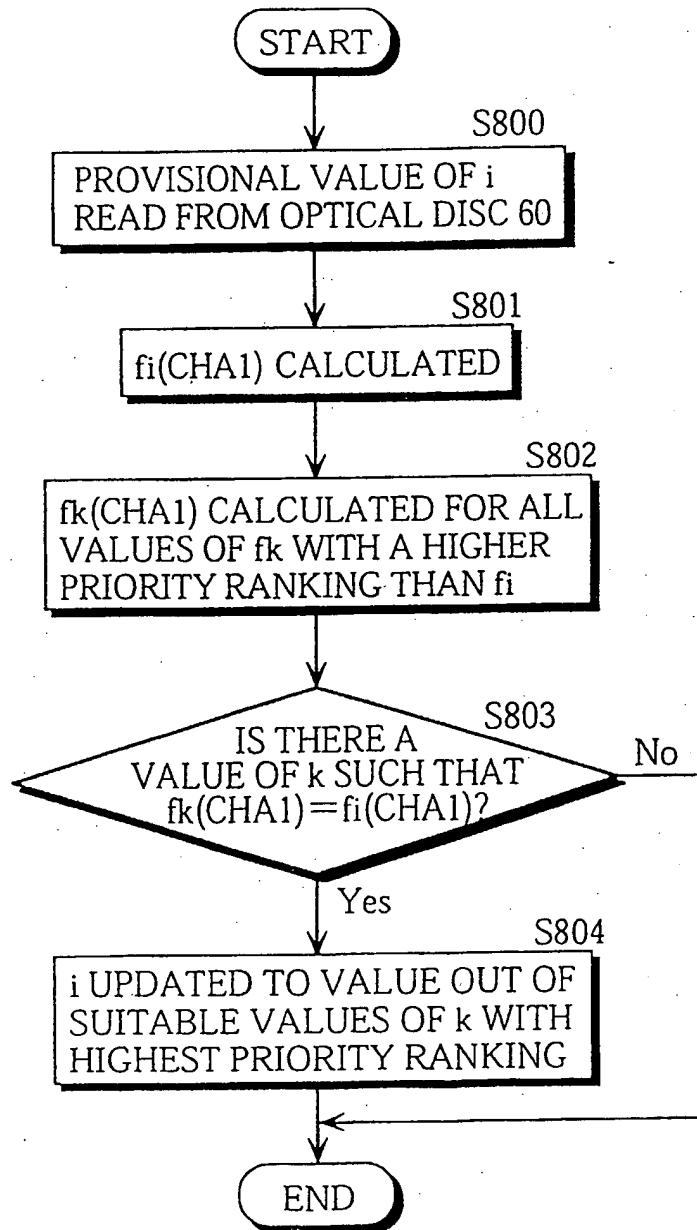 START
S800
PROVISIONAL VALUE OF i
READ FROM OPTICAL DISC 60
S801
fi(CHA1) CALCULATED
S802
fk(CHA1) CALCULATED FOR ALL
VALUES OF fk WITH A HIGHER
PRIORITY RANKING THAN fi
S803
IS THERE A
VALUE OF k SUCH THAT
fk(CHA1)=fi(CHA1)?
No
Yes
S804
i UPDATED TO VALUE OUT OF
SUITABLE VALUES OF k WITH
HIGHEST PRIORITY RANKING
END